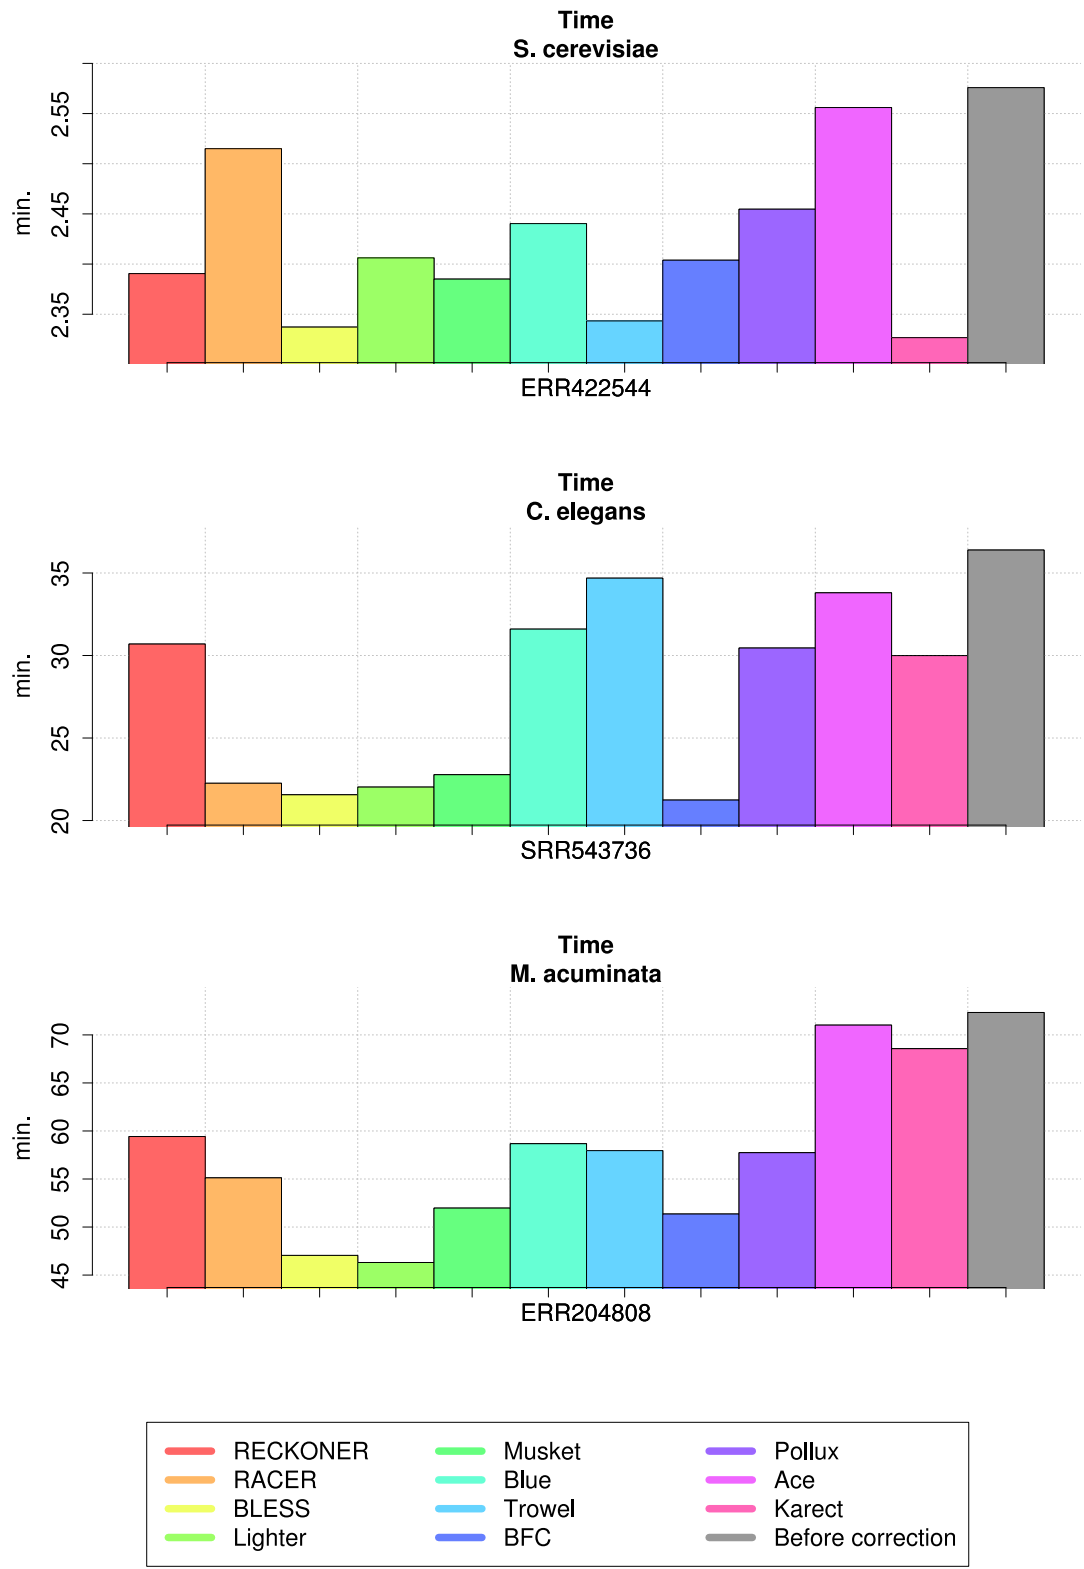 Time
S. cerevisiae
min.
2.55
2.45
2.35
ERR422544
Time
C. elegans
min.
35
30
25
20
SRR543736
Time
M. acuminata
min.
70
65
60
55
50
45
ERR204808
RECKONER
RACER
BLESS
Lighter
Musket
Blue
Trowel
BFC
Pollux
Ace
Karect
Before correction